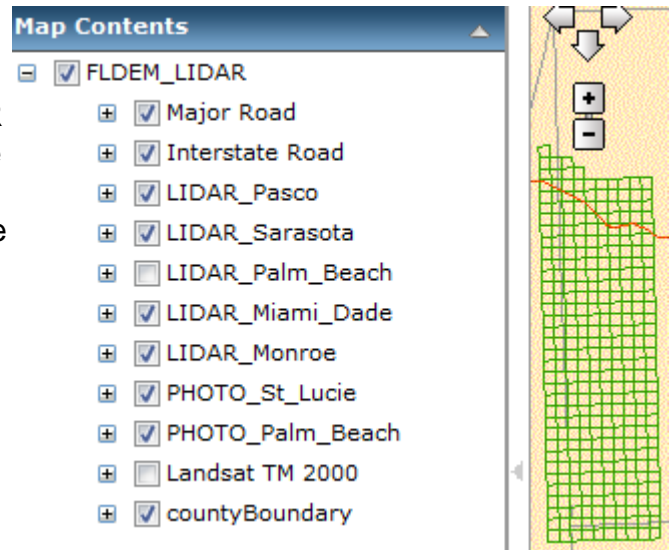 Map Contents
FLDEM_LIDAR
Major Road
Interstate Road
LIDAR_Pasco
LIDAR_Sarasota
LIDAR_Palm_Beach
LIDAR_Miami_Dade
LIDAR_Monroe
PHOTO_St_Lucie
PHOTO_Palm_Beach
Landsat TM 2000
countyBoundary